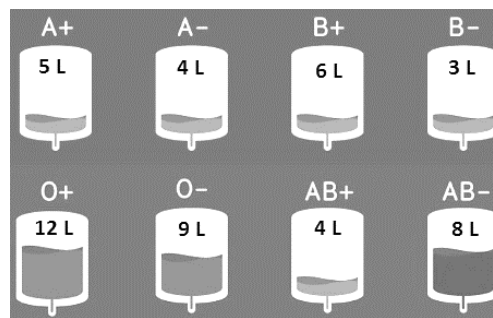 A+ A- B+ B-
5 L 4 L 6 L 3 L
O+ O- AB+ AB-
12 L 9 L 4 L 8 L